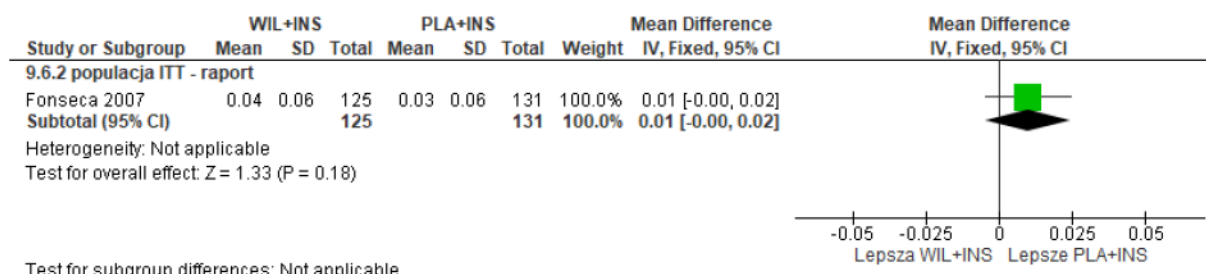 WIL+INS PLA+INS Mean Difference Mean Difference
Study or Subgroup Mean SD Total Mean SD Total Weight IV, Fixed, 95% CI IV, Fixed, 95% CI
9.6.2 populacja ITT - raport
Fonseca 2007 0.04 0.06 125 0.03 0.06 131 100.0% 0.01 [-0.00, 0.02]
Subtotal (95% CI) 125 131 100.0% 0.01 [-0.00, 0.02]
Heterogeneity: Not applicable
Test for overall effect: Z = 1.33 (P = 0.18)
-0.05 -0.025 0 0.025 0.05
Lepsza WIL+INS Lepsze PLA+INS
Test for subgroup differences: Not applicable